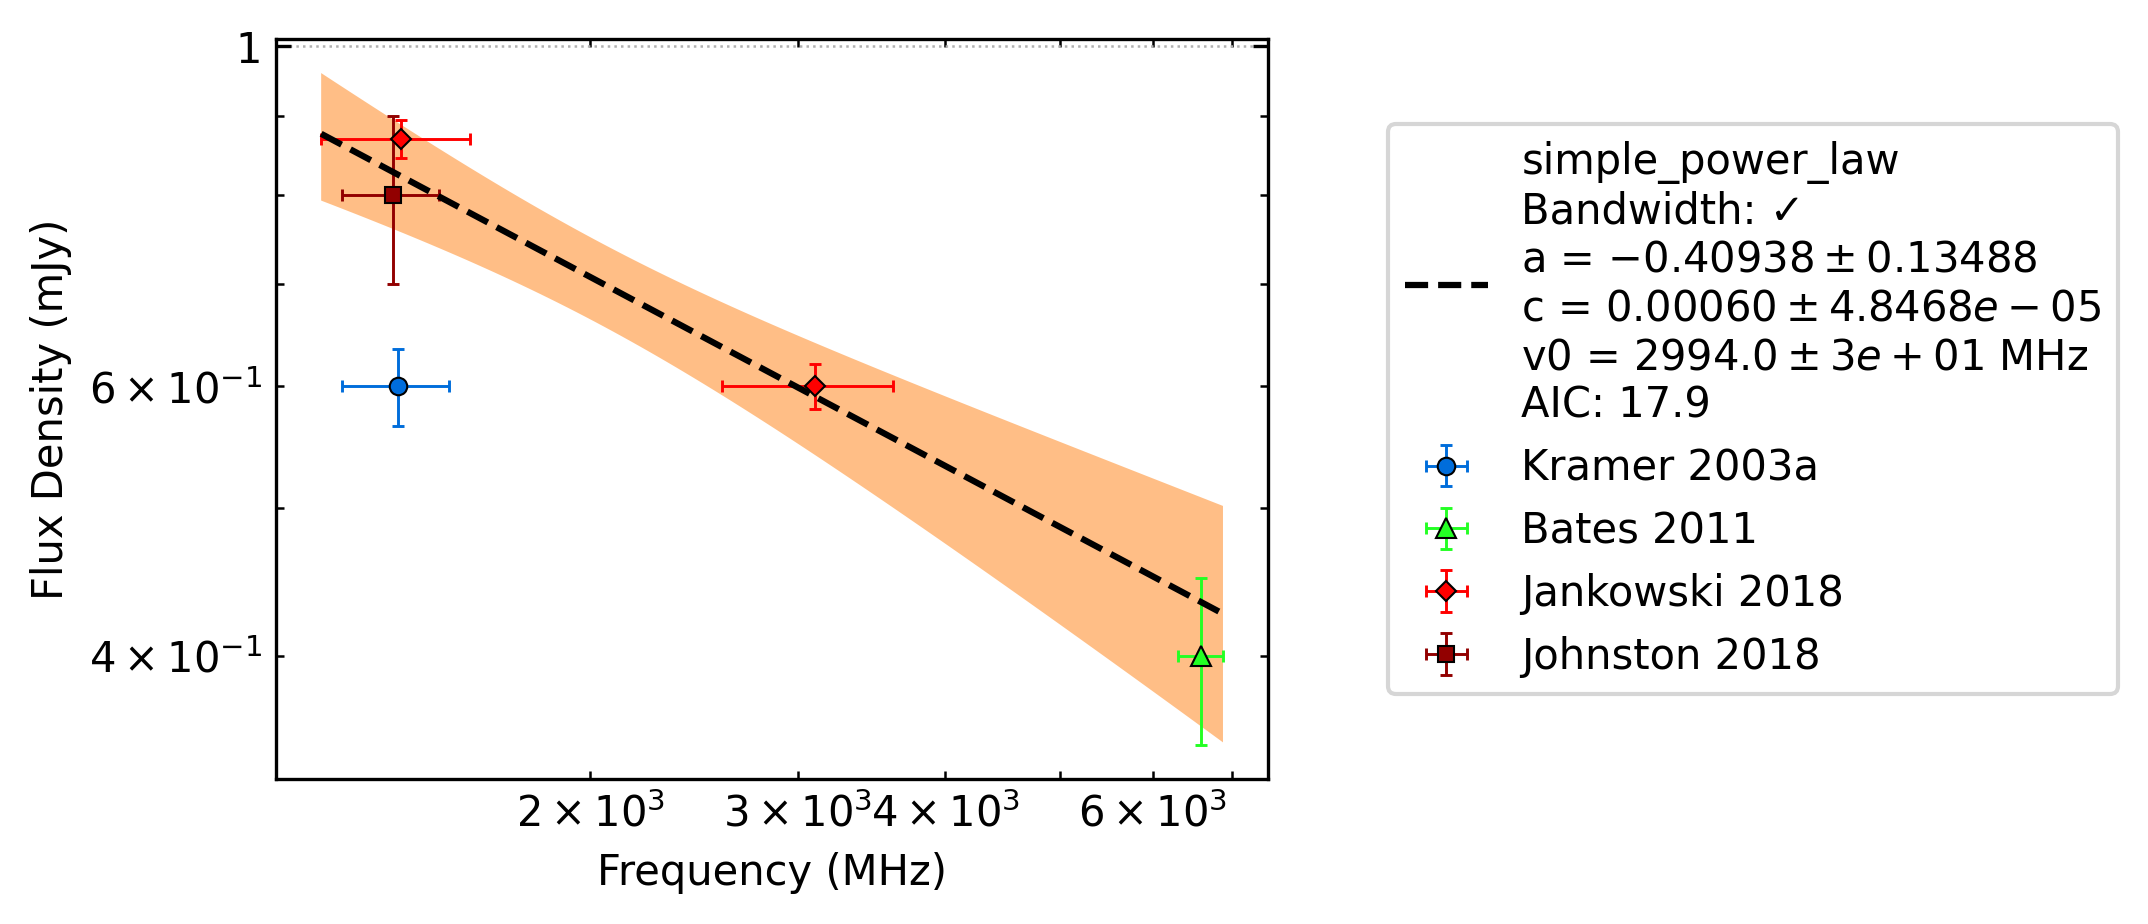 1
6 × 10⁻¹
4 × 10⁻¹
Flux Density (mJy)
2 × 10³ 3 × 10³ 4 × 10³ 6 × 10³
Frequency (MHz)
simple_power_law
Bandwidth: ✓
a = −0.40938 ± 0.13488
c = 0.00060 ± 4.8468e − 05
v0 = 2994.0 ± 3e + 01 MHz
AIC: 17.9
Kramer 2003a
Bates 2011
Jankowski 2018
Johnston 2018